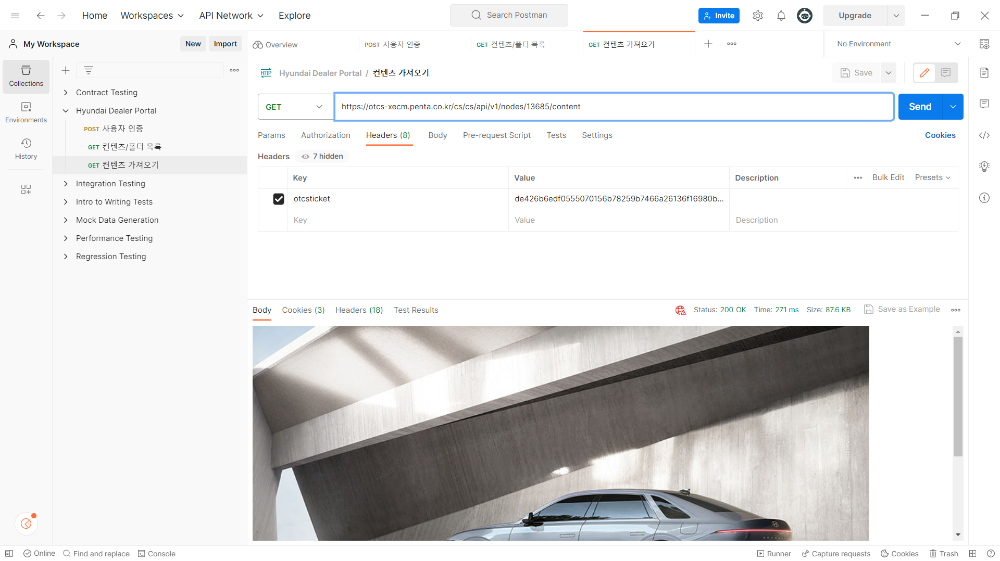 Home
Workspaces
API Network
Explore
Search Postman
Invite
Upgrade
My Workspace
New
Import
Overview
POST 사용자 인증
GET 컨텐츠/폴더 목록
GET 컨텐츠 가져오기
No Environment
Collections
Environments
History
Contract Testing
Hyundai Dealer Portal
POST 사용자 인증
GET 컨텐츠/폴더 목록
GET 컨텐츠 가져오기
Integration Testing
Intro to Writing Tests
Mock Data Generation
Performance Testing
Regression Testing
HTTP Hyundai Dealer Portal / 컨텐츠 가져오기
Save
GET
https://otcs-xecm.penta.co.kr/cs/cs/api/v1/nodes/13685/content
Send
Params Authorization Headers (8) Body Pre-request Script Tests Settings
Cookies
Headers 7 hidden
Key Value Description
Bulk Edit Presets
otcsticket de426b6edf0555070156b78259b7466a26136f16980b...
Key Value Description
Body Cookies (3) Headers (18) Test Results
Status: 200 OK Time: 271 ms Size: 87.6 KB
Save as Example
Online
Find and replace
Console
Runner
Capture requests
Cookies
Trash